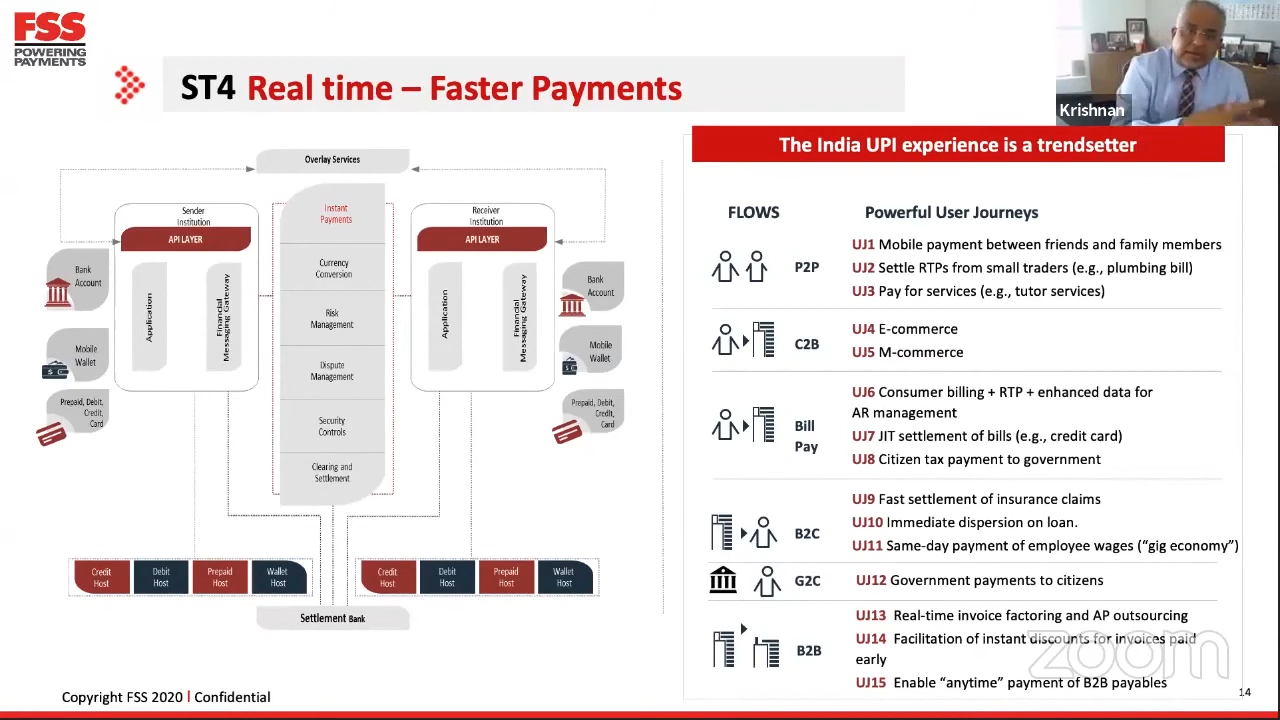 FSS
POWERING
PAYMENTS
ST4 Real time – Faster Payments
Krishnan
Overlay Services
Sender
Institution
API LAYER
Application
Financial
Messaging Gateway
Bank
Account
Mobile
Wallet
Prepaid, Debit,
Credit,
Card
Instant
Payments
Currency
Conversion
Risk
Management
Dispute
Management
Security
Controls
Clearing and
Settlement
Receiver
Institution
API LAYER
Application
Financial
Messaging Gateway
Bank
Account
Mobile
Wallet
Prepaid, Debit,
Credit,
Card
Credit
Host
Debit
Host
Prepaid
Host
Wallet
Host
Credit
Host
Debit
Host
Prepaid
Host
Wallet
Host
Settlement Bank
The India UPI experience is a trendsetter
FLOWS
Powerful User Journeys
P2P
UJ1 Mobile payment between friends and family members
UJ2 Settle RTPs from small traders (e.g., plumbing bill)
UJ3 Pay for services (e.g., tutor services)
C2B
UJ4 E-commerce
UJ5 M-commerce
Bill
Pay
UJ6 Consumer billing + RTP + enhanced data for
AR management
UJ7 JIT settlement of bills (e.g., credit card)
UJ8 Citizen tax payment to government
B2C
UJ9 Fast settlement of insurance claims
UJ10 Immediate dispersion on loan.
UJ11 Same-day payment of employee wages (“gig economy”)
G2C
UJ12 Government payments to citizens
B2B
UJ13 Real-time invoice factoring and AP outsourcing
UJ14 Facilitation of instant discounts for invoices paid
early
UJ15 Enable “anytime” payment of B2B payables
zoom
Copyright FSS 2020 | Confidential
14